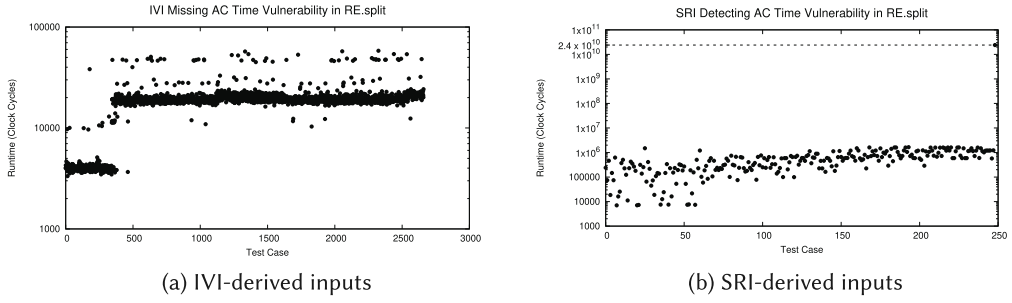 IVI Missing AC Time Vulnerability in RE.split
100000
10000
1000
Runtime (Clock Cycles)
0 500 1000 1500 2000 2500 3000
Test Case
(a) IVI-derived inputs
SRI Detecting AC Time Vulnerability in RE.split
1x10^11
2.4 x 10^10
1x10^10
1x10^9
1x10^8
1x10^7
1x10^6
100000
10000
1000
Runtime (Clock Cycles)
0 50 100 150 200 250
Test Case
(b) SRI-derived inputs